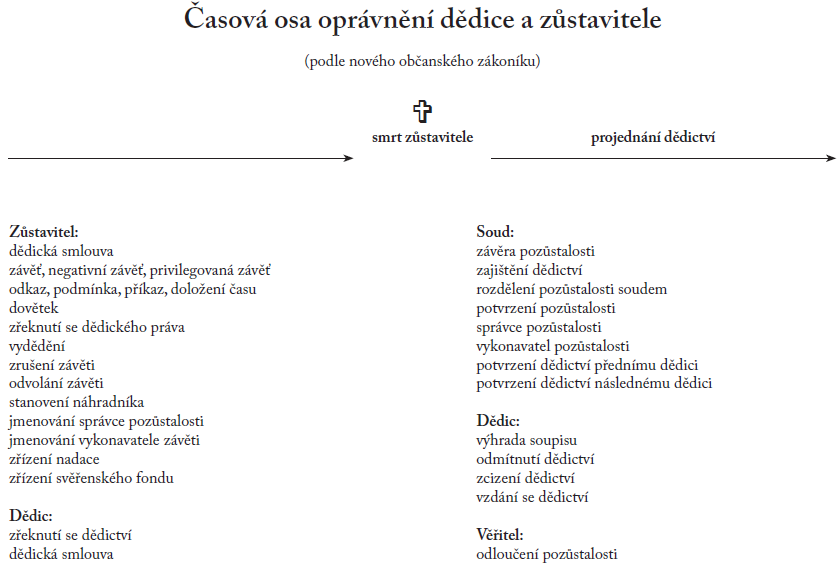 Časová osa oprávnění dědice a zůstavitele
(podle nového občanského zákoníku)
smrt zůstavitele
projednání dědictví
Zůstavitel:
dědická smlouva
závěť, negativní závěť, privilegovaná závěť
odkaz, podmínka, příkaz, doložení času
dovětek
zřeknutí se dědického práva
vydědění
zrušení závěti
odvolání závěti
stanovení náhradníka
jmenování správce pozůstalosti
jmenování vykonavatele závěti
zřízení nadace
zřízení svěřenského fondu
Dědic:
zřeknutí se dědictví
dědická smlouva
Soud:
závěra pozůstalosti
zajištění dědictví
rozdělení pozůstalosti soudem
potvrzení pozůstalosti
správce pozůstalosti
vykonavatel pozůstalosti
potvrzení dědictví přednímu dědici
potvrzení dědictví následnému dědici
Dědic:
výhrada soupisu
odmítnutí dědictví
zcizení dědictví
vzdání se dědictví
Věřitel:
odloučení pozůstalosti